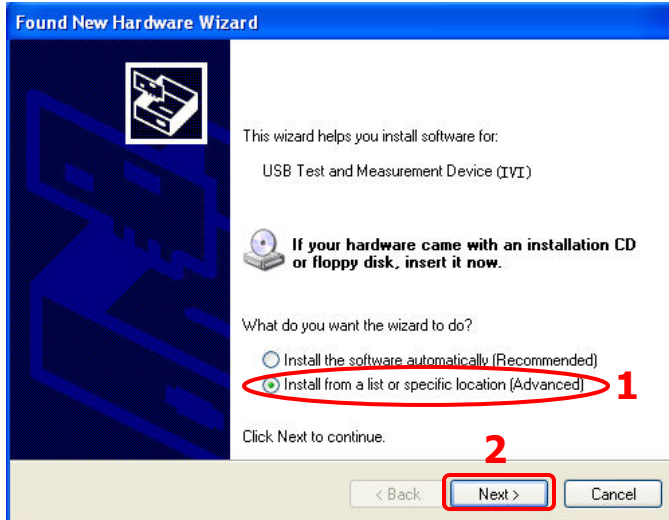 Found New Hardware Wizard
This wizard helps you install software for:
USB Test and Measurement Device (IVI)
If your hardware came with an installation CD
or floppy disk, insert it now.
What do you want the wizard to do?
Install the software automatically (Recommended)
Install from a list or specific location (Advanced)
1
Click Next to continue.
2
< Back
Next >
Cancel